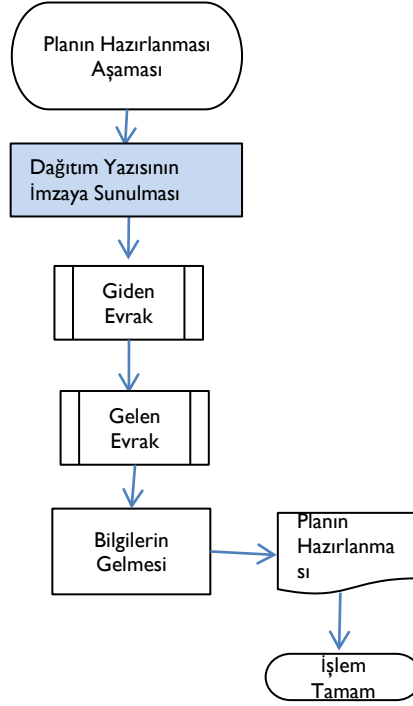 Planın Hazırlanması
Aşaması
Dağıtım Yazısının
İmzaya Sunulması
Giden
Evrak
Gelen
Evrak
Bilgilerin
Gelmesi
Planın
Hazırlanma
sı
İşlem
Tamam